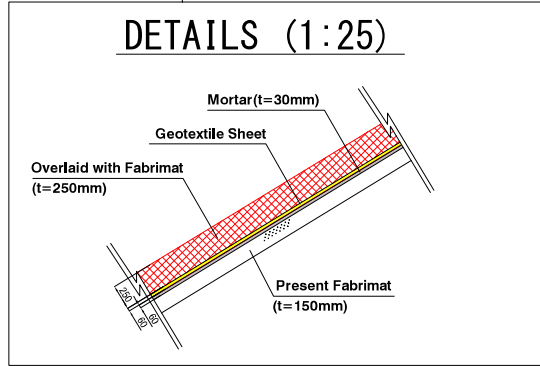 DETAILS (1:25)
Mortar(t=30mm)
Geotextile Sheet
Overlaid with Fabrimat
(t=250mm)
Present Fabrimat
(t=150mm)
250
60
60